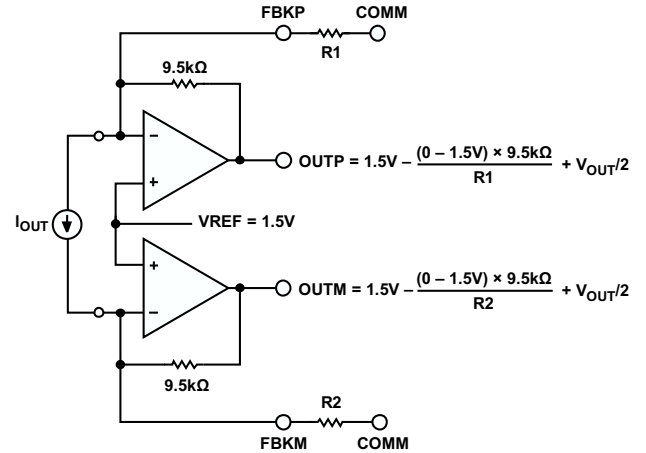 FBKP
COMM
R1
9.5kΩ
−
+
OUTP = 1.5V – (0 – 1.5V) × 9.5kΩ / R1 + VOUT/2
IOUT
VREF = 1.5V
+
−
OUTM = 1.5V – (0 – 1.5V) × 9.5kΩ / R2 + VOUT/2
9.5kΩ
R2
FBKM
COMM